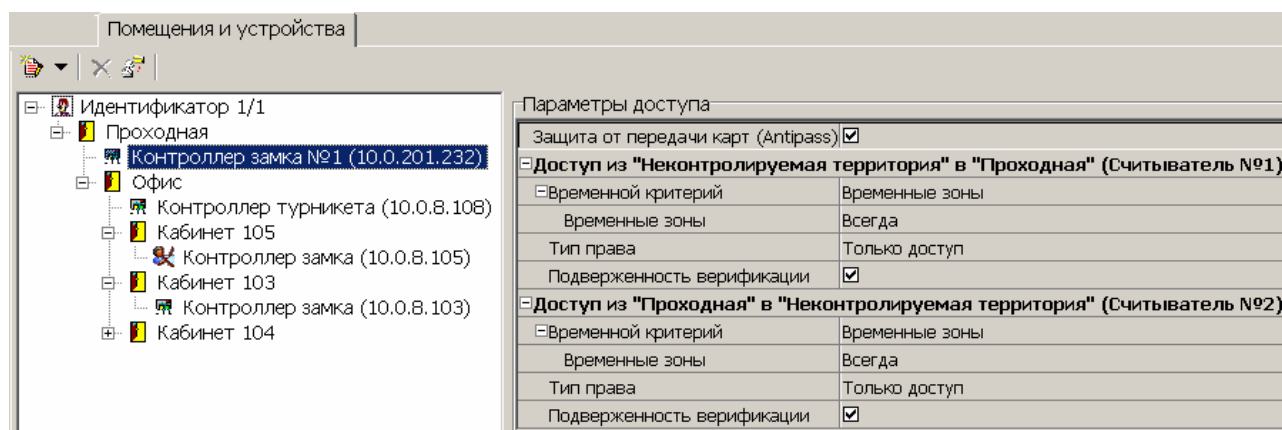 Помещения и устройства
Идентификатор 1/1
Проходная
Контроллер замка №1 (10.0.201.232)
Офис
Контроллер турникета (10.0.8.108)
Кабинет 105
Контроллер замка (10.0.8.105)
Кабинет 103
Контроллер замка (10.0.8.103)
Кабинет 104
Параметры доступа
Защита от передачи карт (Antipass)
Доступ из "Неконтролируемая территория" в "Проходная" (Считыватель №1)
Временной критерий Временные зоны
Временные зоны Всегда
Тип права Только доступ
Подверженность верификации
Доступ из "Проходная" в "Неконтролируемая территория" (Считыватель №2)
Временной критерий Временные зоны
Временные зоны Всегда
Тип права Только доступ
Подверженность верификации